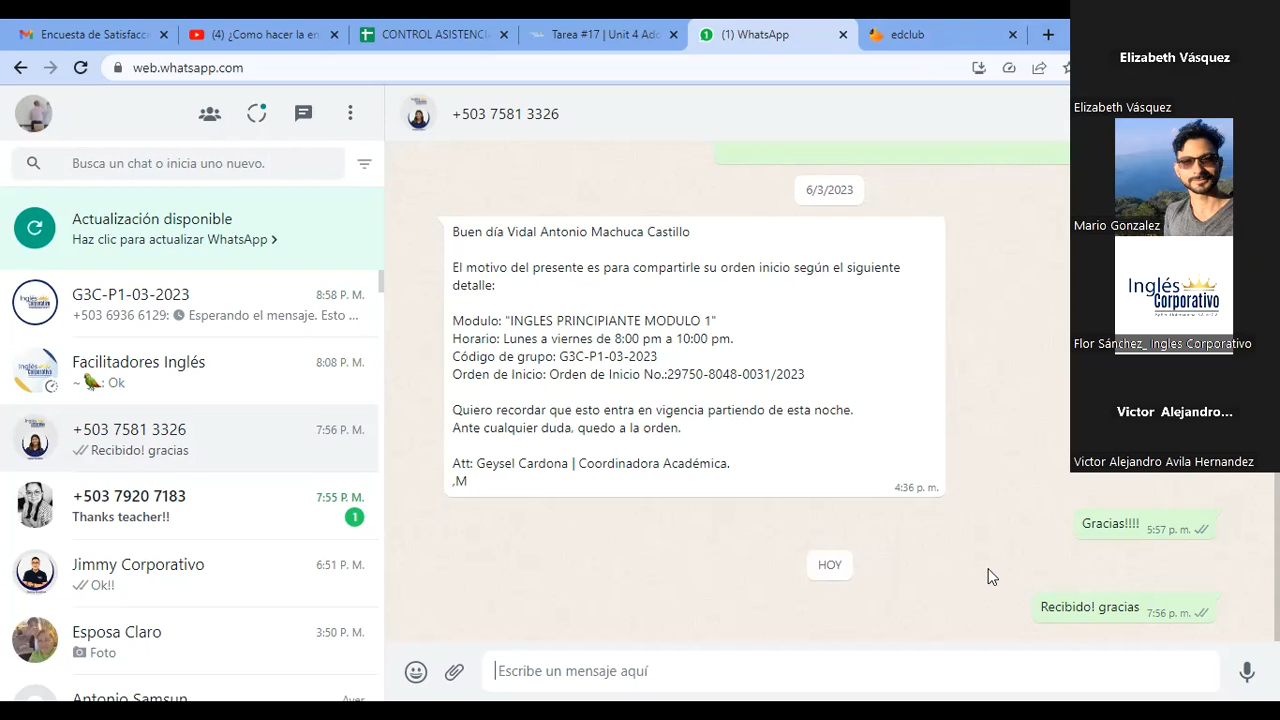 Encuesta de Satisfacc
(4) ¿Como hacer la en
CONTROL ASISTENCI
Tarea #17 | Unit 4 Ado
(1) WhatsApp
edclub
web.whatsapp.com
Busca un chat o inicia uno nuevo.
Actualización disponible
Haz clic para actualizar WhatsApp
G3C-P1-03-2023
8:58 P. M.
+503 6936 6129: Esperando el mensaje. Esto ...
Facilitadores Inglés
8:08 P. M.
~ : Ok
+503 7581 3326
7:56 P. M.
Recibido! gracias
+503 7920 7183
7:55 P. M.
Thanks teacher!!
1
Jimmy Corporativo
6:51 P. M.
Ok!!
Esposa Claro
3:50 P. M.
Foto
Antonio Samsun
Ayer
+503 7581 3326
6/3/2023
Buen día Vidal Antonio Machuca Castillo
El motivo del presente es para compartirle su orden inicio según el siguiente
detalle:
Modulo: "INGLES PRINCIPIANTE MODULO 1"
Horario: Lunes a viernes de 8:00 pm a 10:00 pm.
Código de grupo: G3C-P1-03-2023
Orden de Inicio: Orden de Inicio No.:29750-8048-0031/2023
Quiero recordar que esto entra en vigencia partiendo de esta noche.
Ante cualquier duda, quedo a la orden.
Att: Geysel Cardona | Coordinadora Académica.
,M
4:36 p. m.
Gracias!!!!
5:57 p. m.
HOY
Recibido! gracias
7:56 p. m.
Escribe un mensaje aquí
Elizabeth Vásquez
Elizabeth Vásquez
Mario Gonzalez
Inglés
Corporativo
Flor Sánchez_ Ingles Corporativo
Victor Alejandro...
Victor Alejandro Avila Hernandez